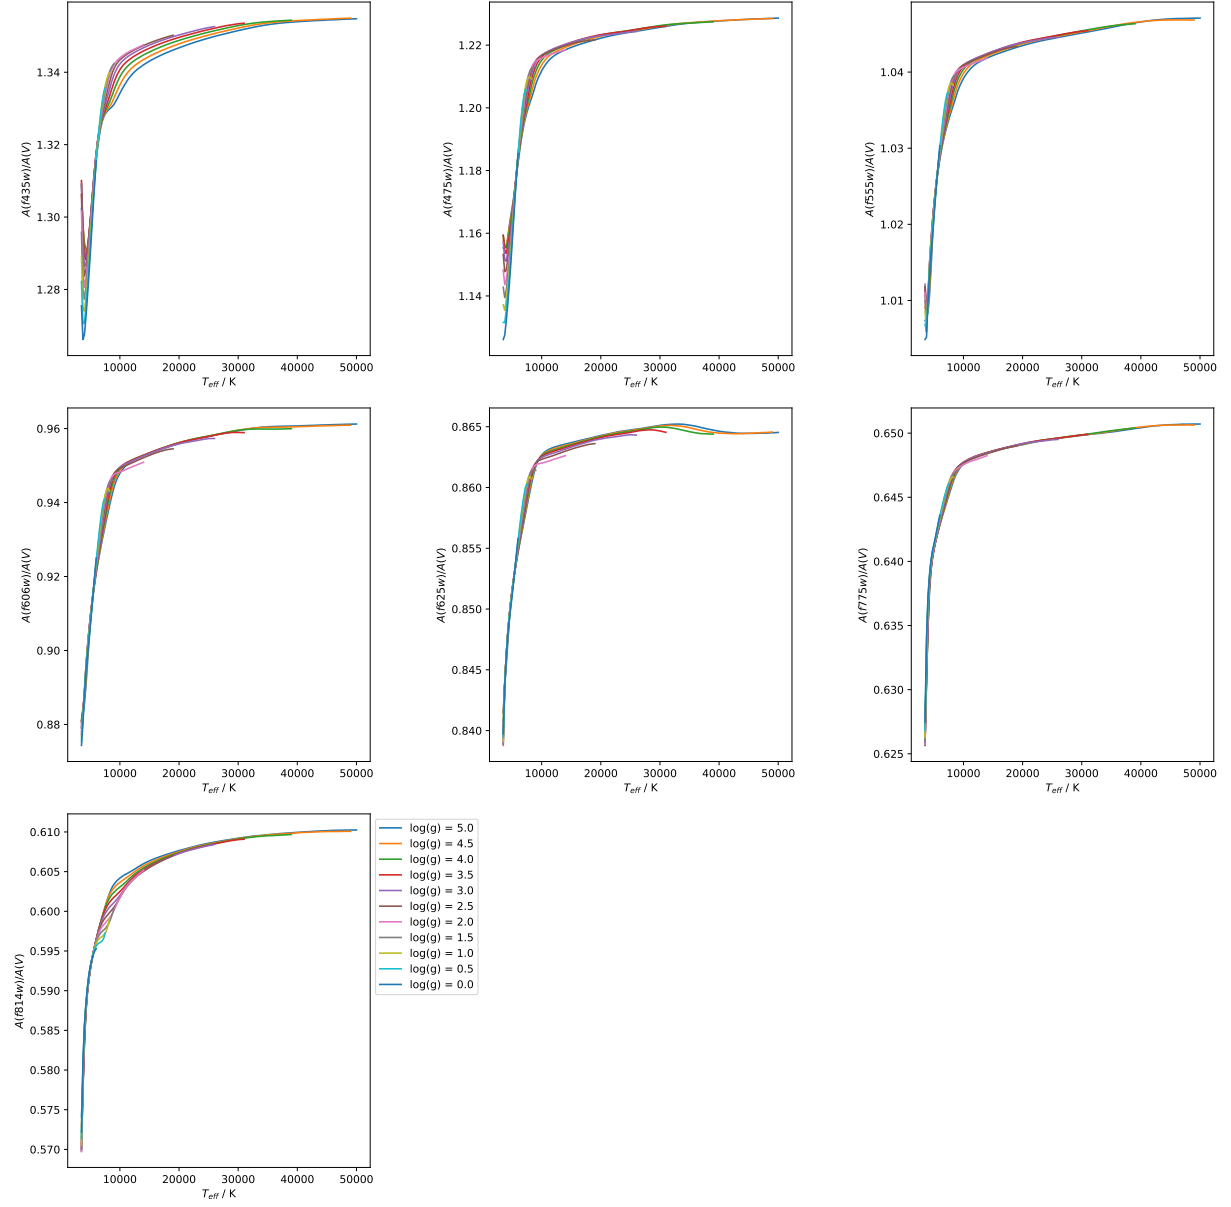 1.34
1.32
1.30
1.28
A(f435w)/A(V)
10000 20000 30000 40000 50000
T_eff / K
1.22
1.20
1.18
1.16
1.14
A(f475w)/A(V)
10000 20000 30000 40000 50000
T_eff / K
1.04
1.03
1.02
1.01
A(f555w)/A(V)
10000 20000 30000 40000 50000
T_eff / K
0.96
0.94
0.92
0.90
0.88
A(f606w)/A(V)
10000 20000 30000 40000 50000
T_eff / K
0.865
0.860
0.855
0.850
0.845
0.840
A(f625w)/A(V)
10000 20000 30000 40000 50000
T_eff / K
0.650
0.645
0.640
0.635
0.630
0.625
A(f775w)/A(V)
10000 20000 30000 40000 50000
T_eff / K
0.610
0.605
0.600
0.595
0.590
0.585
0.580
0.575
0.570
A(f814w)/A(V)
10000 20000 30000 40000 50000
T_eff / K
log(g) = 5.0
log(g) = 4.5
log(g) = 4.0
log(g) = 3.5
log(g) = 3.0
log(g) = 2.5
log(g) = 2.0
log(g) = 1.5
log(g) = 1.0
log(g) = 0.5
log(g) = 0.0